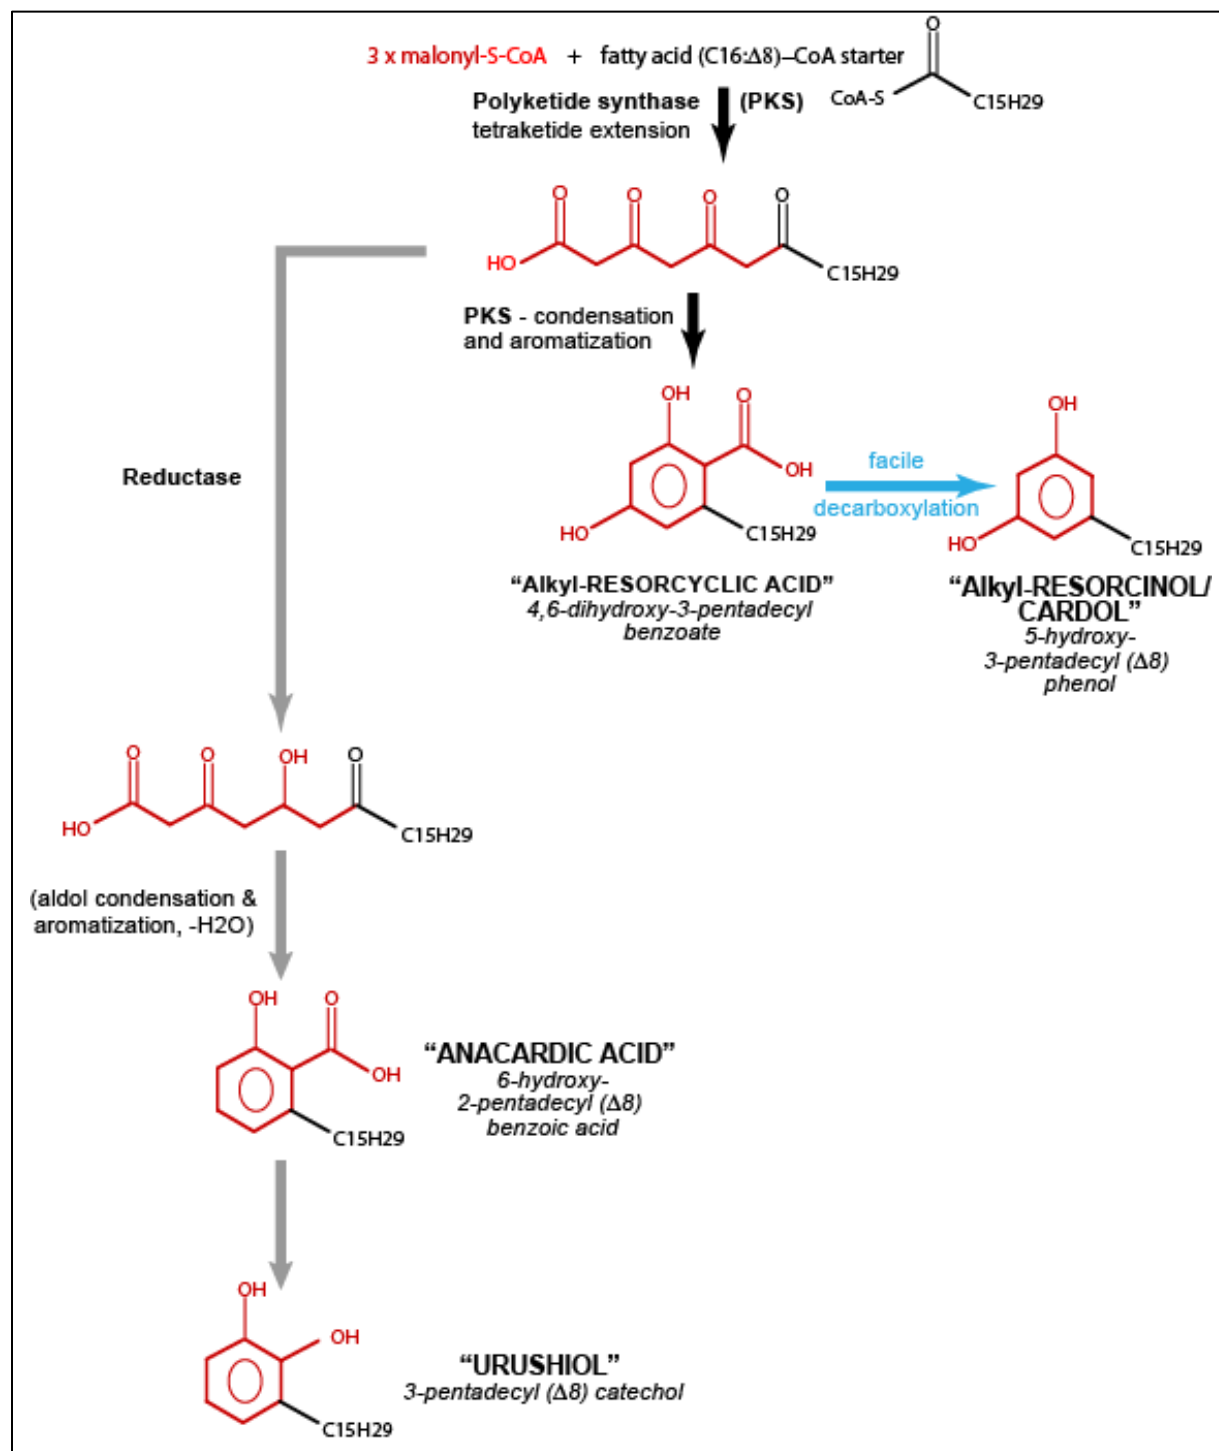 3 x malonyl-S-CoA + fatty acid (C16:Δ8)–CoA starter
O
CoA-S
C15H29
Polyketide synthase (PKS)
tetraketide extension
O
O
O
O
HO
C15H29
PKS - condensation
and aromatization
OH
O
OH
HO
C15H29
facile
decarboxylation
OH
HO
C15H29
Reductase
“Alkyl-RESORCYCLIC ACID”
4,6-dihydroxy-3-pentadecyl
benzoate
“Alkyl-RESORCINOL/
CARDOL”
5-hydroxy-
3-pentadecyl (Δ8)
phenol
O
O
OH
O
HO
C15H29
(aldol condensation &
aromatization, -H2O)
OH
O
OH
C15H29
“ANACARDIC ACID”
6-hydroxy-
2-pentadecyl (Δ8)
benzoic acid
OH
OH
C15H29
“URUSHIOL”
3-pentadecyl (Δ8) catechol